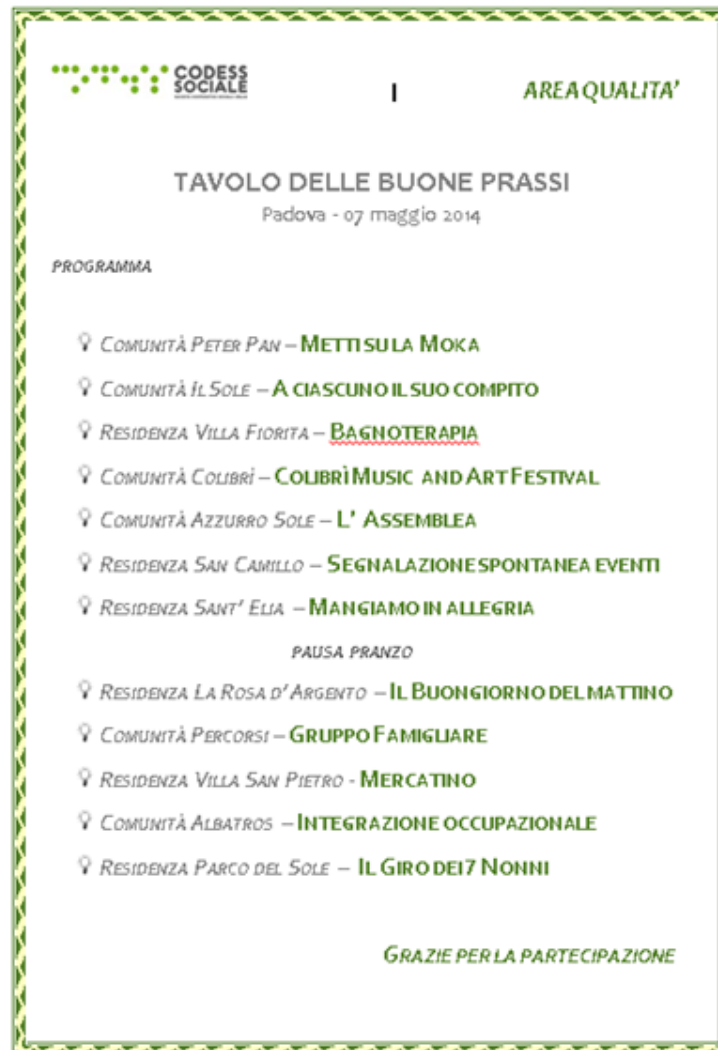 CODESS
SOCIALE
AREA QUALITA'
TAVOLO DELLE BUONE PRASSI
Padova - 07 maggio 2014
PROGRAMMA
COMUNITÀ PETER PAN – METTI SU LA MOKA
COMUNITÀ IL SOLE – A CIASCUNO IL SUO COMPITO
RESIDENZA VILLA FIORITA – BAGNOTERAPIA
COMUNITÀ COLIBRÌ – COLIBRÌ MUSIC AND ART FESTIVAL
COMUNITÀ AZZURRO SOLE – L' ASSEMBLEA
RESIDENZA SAN CAMILLO – SEGNALAZIONE SPONTANEA EVENTI
RESIDENZA SANT' ELIA – MANGIAMO IN ALLEGRIA
PAUSA PRANZO
RESIDENZA LA ROSA D'ARGENTO – IL BUONGIORNO DEL MATTINO
COMUNITÀ PERCORSI – GRUPPO FAMIGLIARE
RESIDENZA VILLA SAN PIETRO - MERCATINO
COMUNITÀ ALBATROS – INTEGRAZIONE OCCUPAZIONALE
RESIDENZA PARCO DEL SOLE – IL GIRO DEI 7 NONNI
GRAZIE PER LA PARTECIPAZIONE